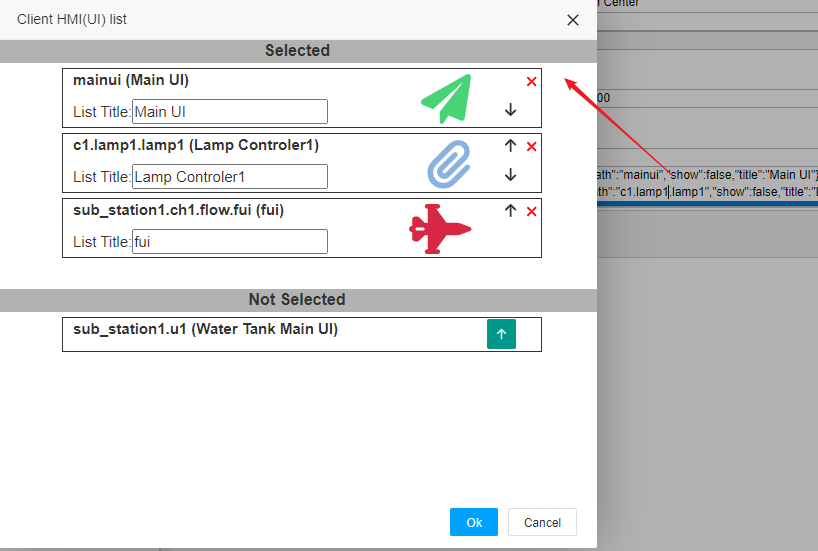 Client HMI(UI) list
Center
Selected
mainui (Main UI)
List Title: Main UI
00
c1.lamp1.lamp1 (Lamp Controler1)
List Title: Lamp Controler1
ath":"mainui","show":false,"title":"Main UI"}
th":"c1.lamp1.lamp1","show":false,"title":"
sub_station1.ch1.flow.fui (fui)
List Title: fui
Not Selected
sub_station1.u1 (Water Tank Main UI)
Ok
Cancel